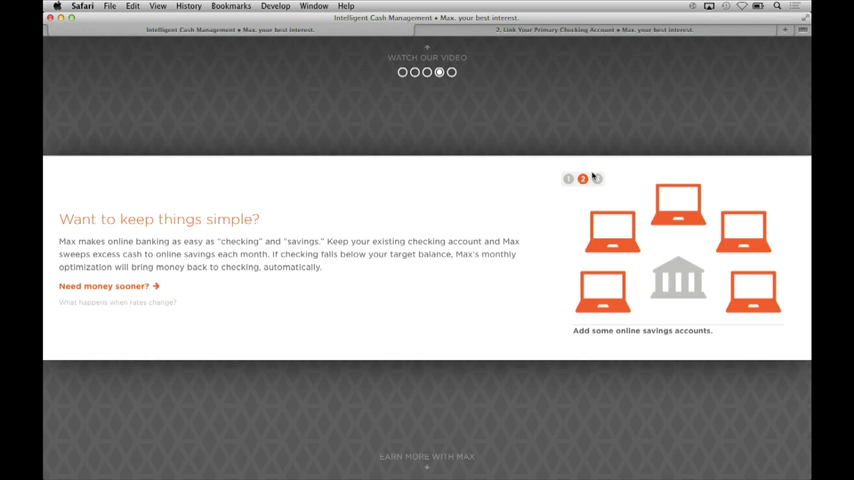 Safari File Edit View History Bookmarks Develop Window Help
Intelligent Cash Management • Max. your best interest.
Intelligent Cash Management • Max. your best interest.
2. Link Your Primary Checking Account • Max. your best interest.
WATCH OUR VIDEO
1 2 3
Want to keep things simple?
Max makes online banking as easy as "checking" and "savings." Keep your existing checking account and Max
sweeps excess cash to online savings each month. If checking falls below your target balance, Max's monthly
optimization will bring money back to checking, automatically.
Need money sooner?
What happens when rates change?
Add some online savings accounts.
EARN MORE WITH MAX